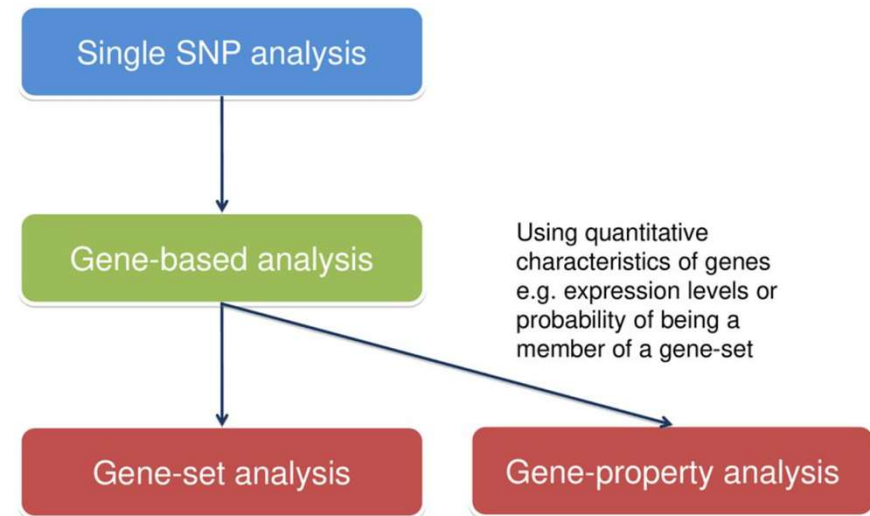 Single SNP analysis
Gene-based analysis
Using quantitative
characteristics of genes
e.g. expression levels or
probability of being a
member of a gene-set
Gene-set analysis
Gene-property analysis